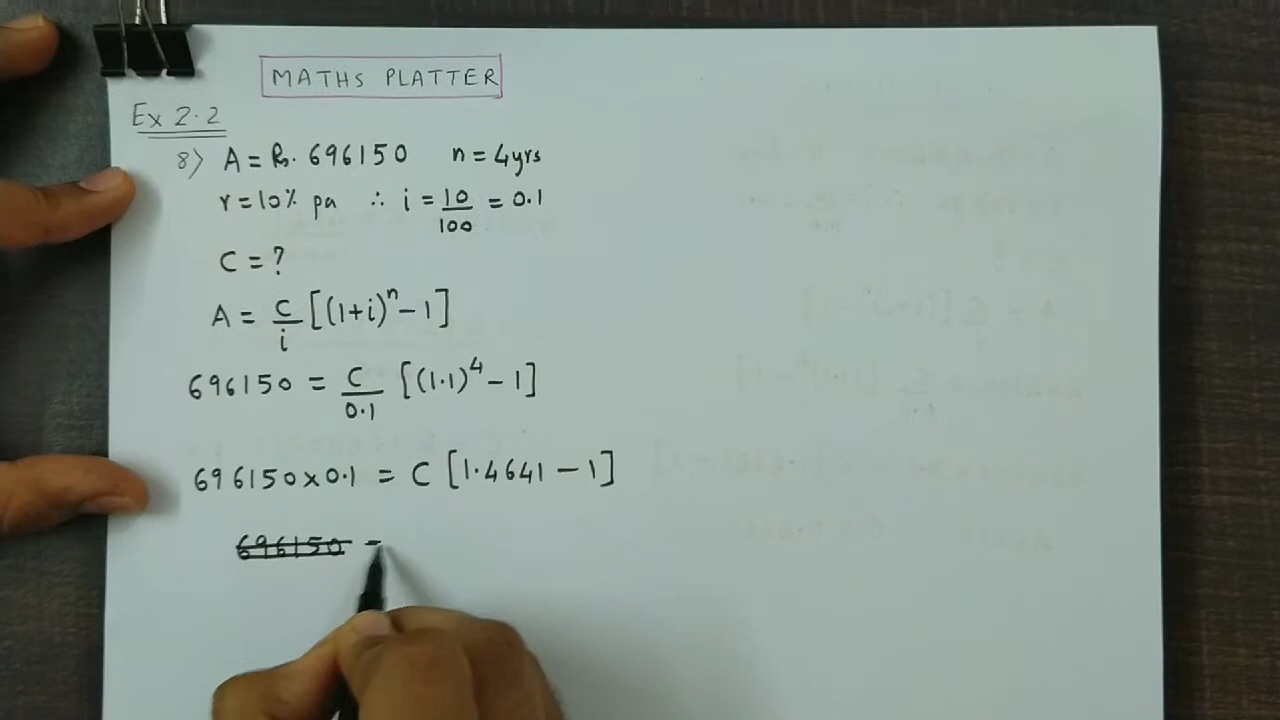 MATHS PLATTER
Ex 2.2
8) A = Rs. 696150 n = 4yrs
r = 10% pa ∴ i = 10/100 = 0.1
C = ?
A = C/i [(1+i)^n - 1]
696150 = C/0.1 [(1.1)^4 - 1]
696150 x 0.1 = C [1.4641 - 1]
696150 =